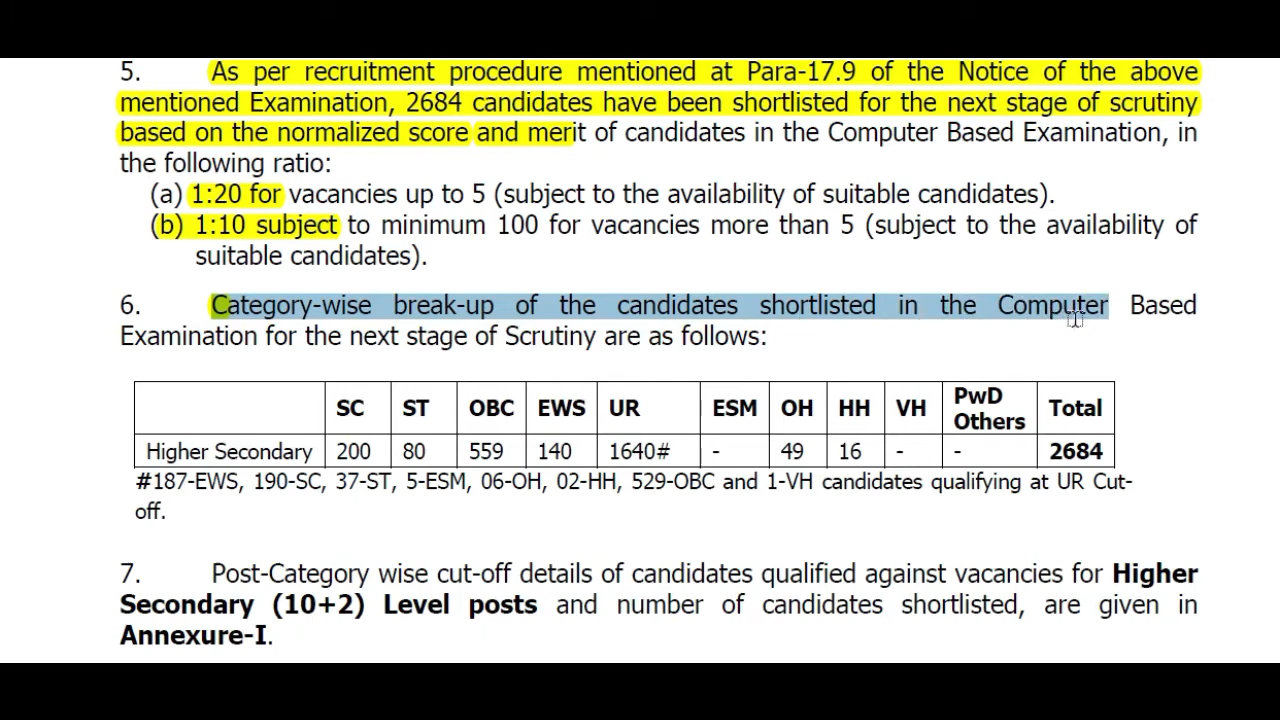 5. As per recruitment procedure mentioned at Para-17.9 of the Notice of the above
mentioned Examination, 2684 candidates have been shortlisted for the next stage of scrutiny
based on the normalized score and merit of candidates in the Computer Based Examination, in
the following ratio:
(a) 1:20 for vacancies up to 5 (subject to the availability of suitable candidates).
(b) 1:10 subject to minimum 100 for vacancies more than 5 (subject to the availability of
suitable candidates).
6. Category-wise break-up of the candidates shortlisted in the Computer Based
Examination for the next stage of Scrutiny are as follows:
SC ST OBC EWS UR ESM OH HH VH PwD Others Total
Higher Secondary 200 80 559 140 1640# - 49 16 - - 2684
#187-EWS, 190-SC, 37-ST, 5-ESM, 06-OH, 02-HH, 529-OBC and 1-VH candidates qualifying at UR Cut-
off.
7. Post-Category wise cut-off details of candidates qualified against vacancies for Higher
Secondary (10+2) Level posts and number of candidates shortlisted, are given in
Annexure-I.